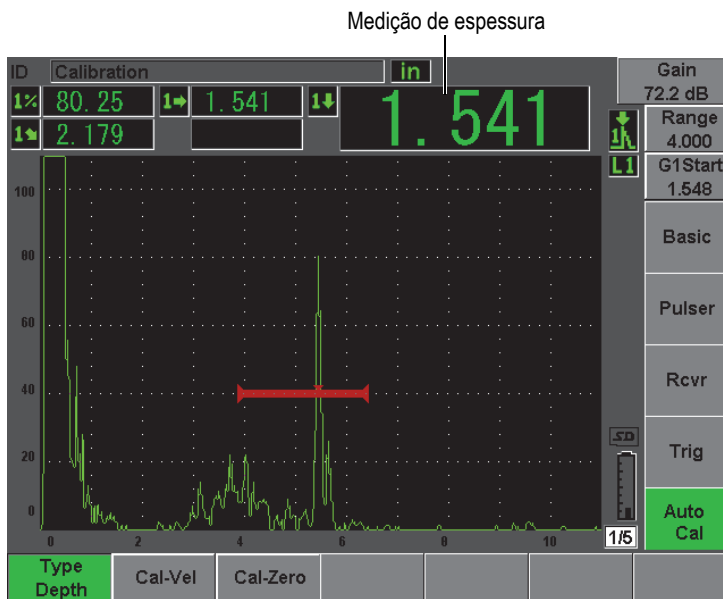 Medição de espessura
ID Calibration in
Gain
72.2 dB
1% 80.25 1 1.541 1 1.541
1 2.179
1
Range
4.000
L1
G1Start
1.548
Basic
Pulser
Rcvr
Trig
Auto
Cal
100
80
60
40
20
0
0 2 4 6 8 10
SD
1/5
Type
Depth
Cal-Vel
Cal-Zero